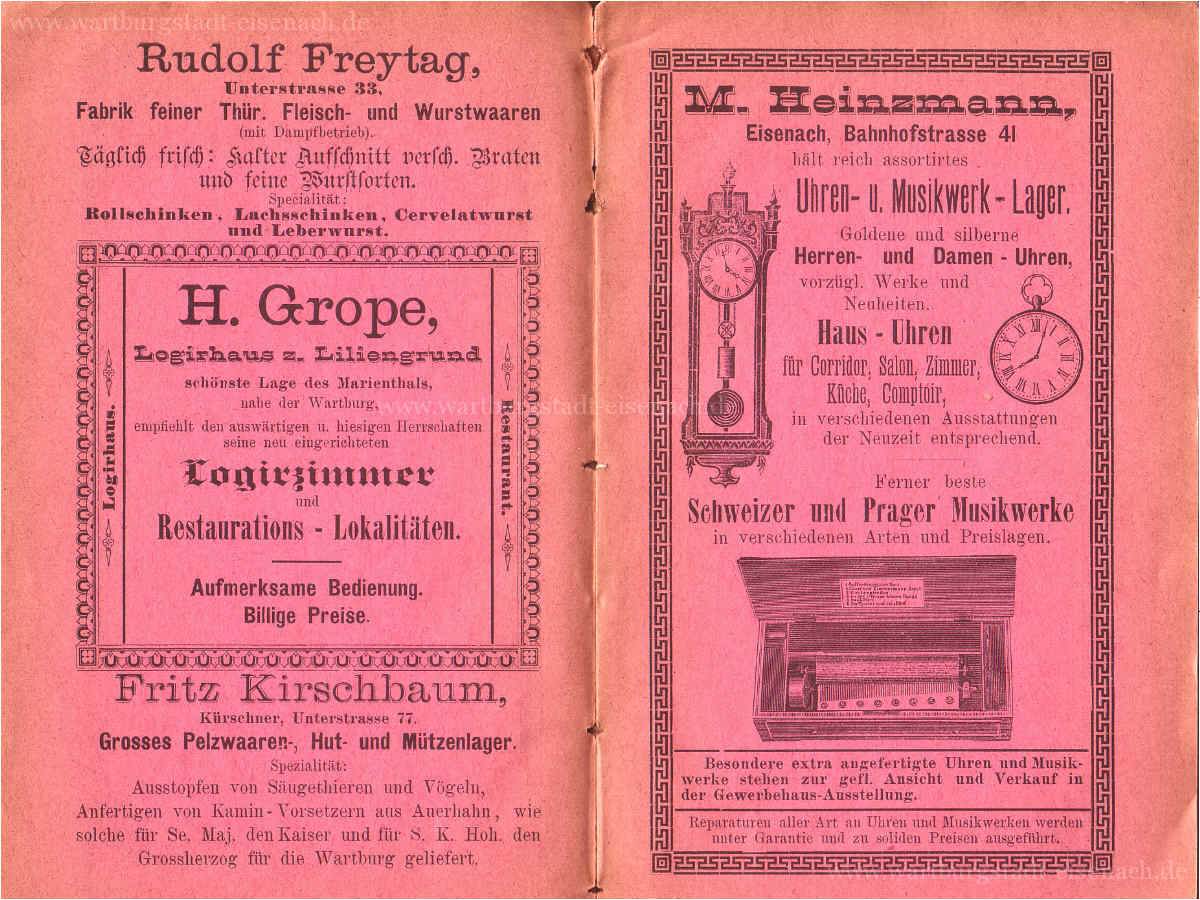 www.wartburgstadt-eisenach.de
Rudolf Freytag,
Unterstrasse 33,
Fabrik feiner Thür. Fleisch- und Wurstwaaren
(mit Dampfbetrieb).
Täglich frisch: Kalter Aufschnitt versch. Braten
und feine Wurstsorten.
Specialität:
Rollschinken, Lachsschinken, Cervelatwurst
und Leberwurst.
Logirhaus.
H. Grope,
Logirhaus z. Liliengrund
schönste Lage des Marienthals,
nahe der Wartburg,
empfiehlt den auswärtigen u. hiesigen Herrschaften
seine neu eingerichteten
Logirzimmer
und
Restaurations - Lokalitäten.
Aufmerksame Bedienung.
Billige Preise.
Restaurant.
Fritz Kirschbaum,
Kürschner, Unterstrasse 77.
Grosses Pelzwaaren-, Hut- und Mützenlager.
Spezialität:
Ausstopfen von Säugethieren und Vögeln,
Anfertigen von Kamin-Vorsetzern aus Auerhahn, wie
solche für Se. Maj. den Kaiser und für S. K. Hoh. den
Grossherzog für die Wartburg geliefert.
M. Heinzmann,
Eisenach, Bahnhofstrasse 41
hält reich assortirtes
Uhren- u. Musikwerk - Lager.
Goldene und silberne
Herren- und Damen - Uhren,
vorzügl. Werke und
Neuheiten.
Haus - Uhren
für Corridor, Salon, Zimmer,
Küche, Comptoir,
www.wartburgstadt-eisenach.de
in verschiedenen Ausstattungen
der Neuzeit entsprechend.
Ferner beste
Schweizer und Prager Musikwerke
in verschiedenen Arten und Preislagen.
Besondere extra angefertigte Uhren und Musik-
werke stehen zur gefl. Ansicht und Verkauf in
der Gewerbehaus-Ausstellung.
Reparaturen aller Art an Uhren und Musikwerken werden
unter Garantie und zu soliden Preisen ausgeführt.
www.wartburgstadt-eisenach.de